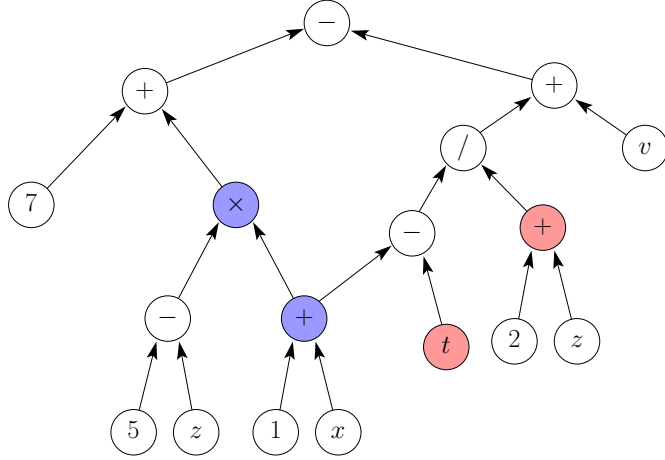 −
+ +
/ v
7 × − +
− + t 2 z
5 z 1 x